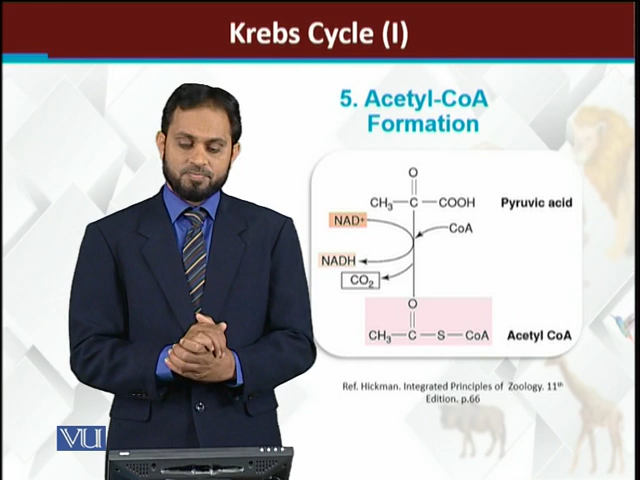 Krebs Cycle (I)
5. Acetyl-CoA
Formation
O
CH₃—C—COOH Pyruvic acid
NAD⁺
CoA
NADH
CO₂
O
CH₃—C—S—CoA Acetyl CoA
Ref. Hickman. Integrated Principles of Zoology. 11th
Edition. p.66
VU